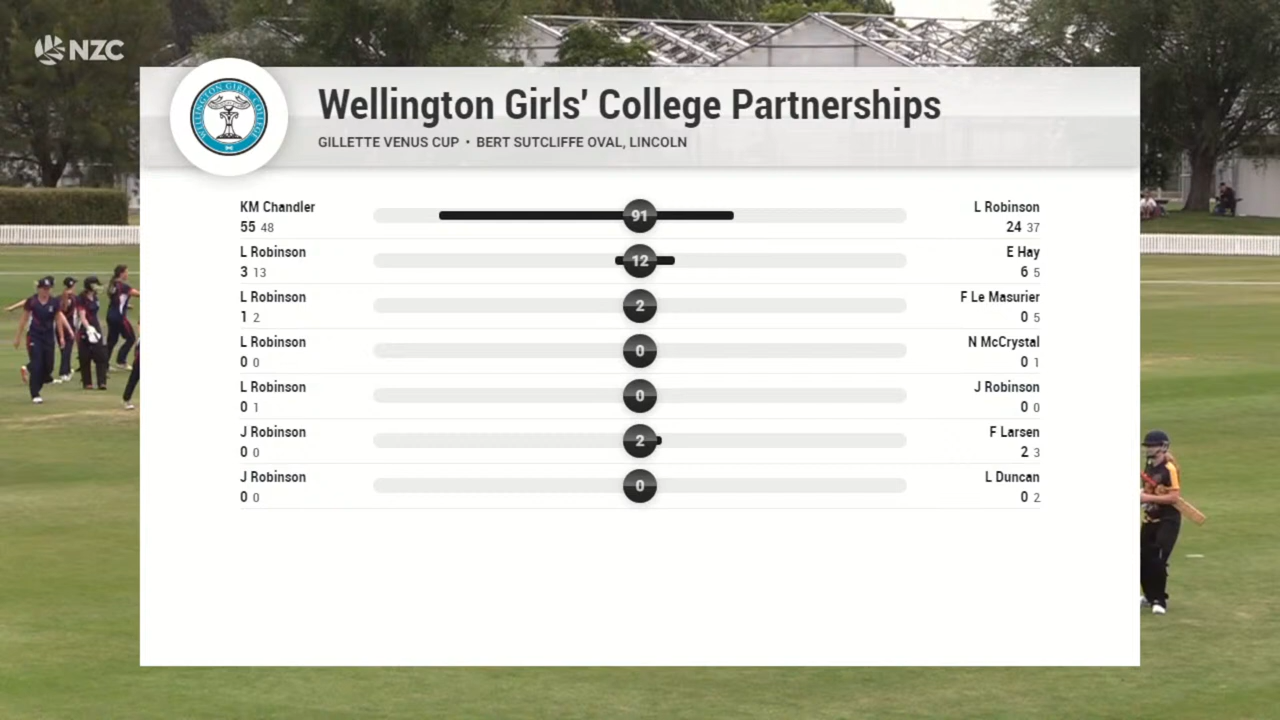 NZC
WELLINGTON GIRLS COLLEGE
Wellington Girls' College Partnerships
GILLETTE VENUS CUP • BERT SUTCLIFFE OVAL, LINCOLN
KM Chandler 91 L Robinson
55 48 24 37
L Robinson 12 E Hay
3 13 6 5
L Robinson 2 F Le Masurier
1 2 0 5
L Robinson 0 N McCrystal
0 0 0 1
L Robinson 0 J Robinson
0 1 0 0
J Robinson 2 F Larsen
0 0 2 3
J Robinson 0 L Duncan
0 0 0 2